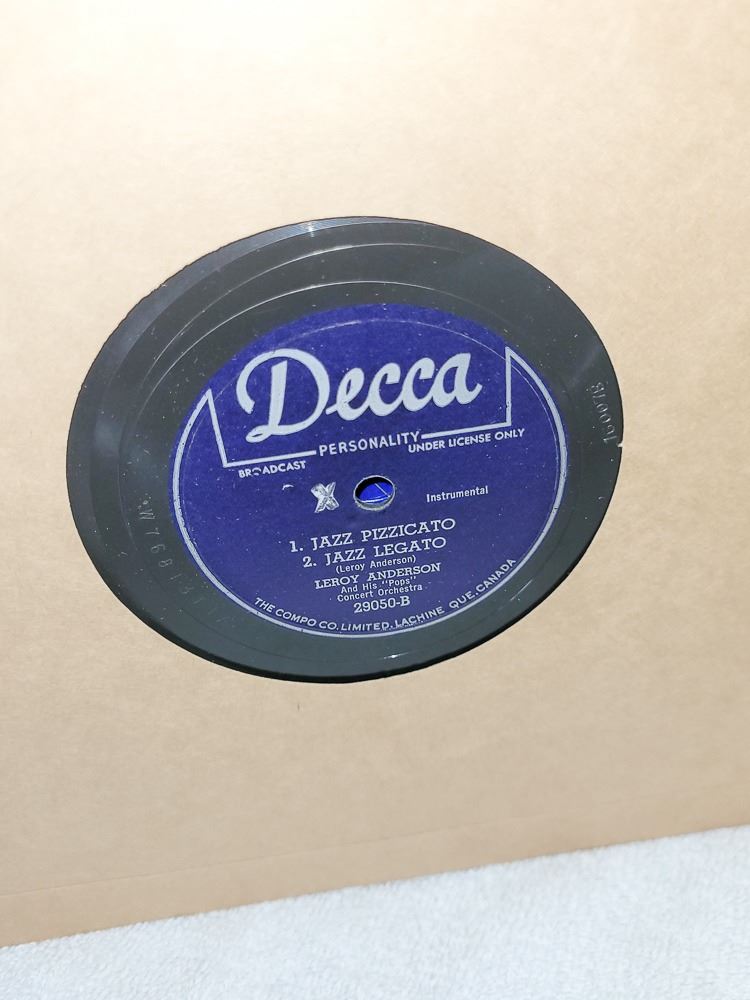 Decca
PERSONALITY
BROADCAST
UNDER LICENSE ONLY
X
Instrumental
1. JAZZ PIZZICATO
2. JAZZ LEGATO
(Leroy Anderson)
LEROY ANDERSON
And His "Pops"
Concert Orchestra
29050-B
THE COMPO CO. LIMITED. LACHINE QUE. CANADA